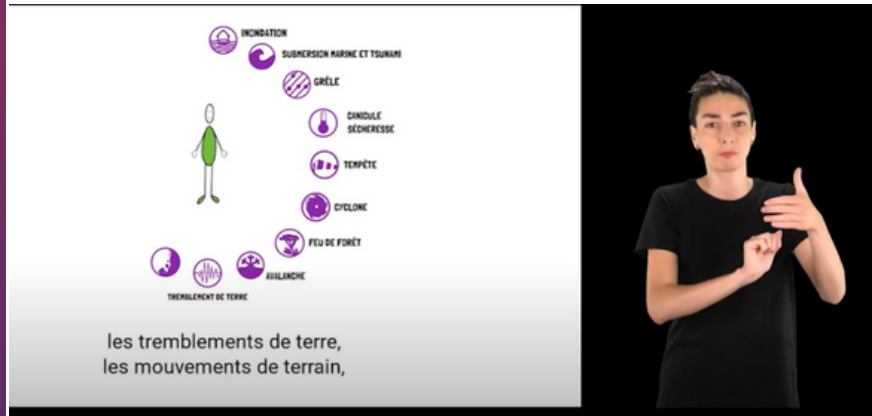 INONDATION
SUBMERSION MARINE ET TSUNAMI
GRÊLE
CANICULE
SÉCHERESSE
TEMPÊTE
CYCLONE
FEU DE FORÊT
AVALANCHE
TREMBLEMENT DE TERRE
les tremblements de terre,
les mouvements de terrain,